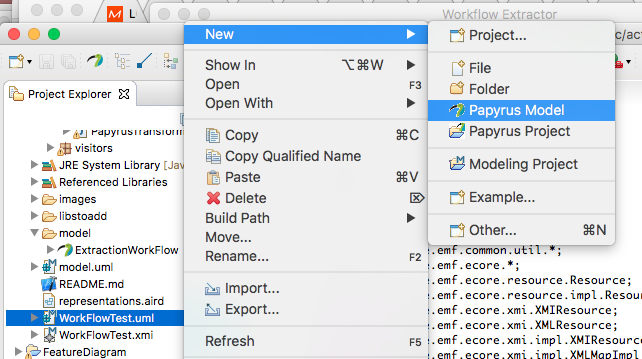 Workflow Extractor
Project Explorer
PapyrusTransform
visitors
JRE System Library [Jav
Referenced Libraries
images
libstoadd
model
ExtractionWorkFlow
model.uml
README.md
representations.aird
WorkFlowTest.uml
WorkFlowTest.xmi
FeatureDiagram
New
Show In ⌥⌘W
Open F3
Open With
Copy ⌘C
Copy Qualified Name
Paste ⌘V
Delete ⌦
Build Path
Move...
Rename... F2
Import...
Export...
Refresh F5
Project...
File
Folder
Papyrus Model
Papyrus Project
Modeling Project
Example...
Other... ⌘N
c/act
.emf.common.util.*;
.emf.ecore.*;
.emf.ecore.resource.Resource;
.emf.ecore.resource.impl.Resou
.emf.ecore.xmi.XMIResource;
.emf.ecore.xmi.XMLResource;
.emf.ecore.xmi.impl.XMIResourc
.emf.ecore.xmi.XMLMapImpl